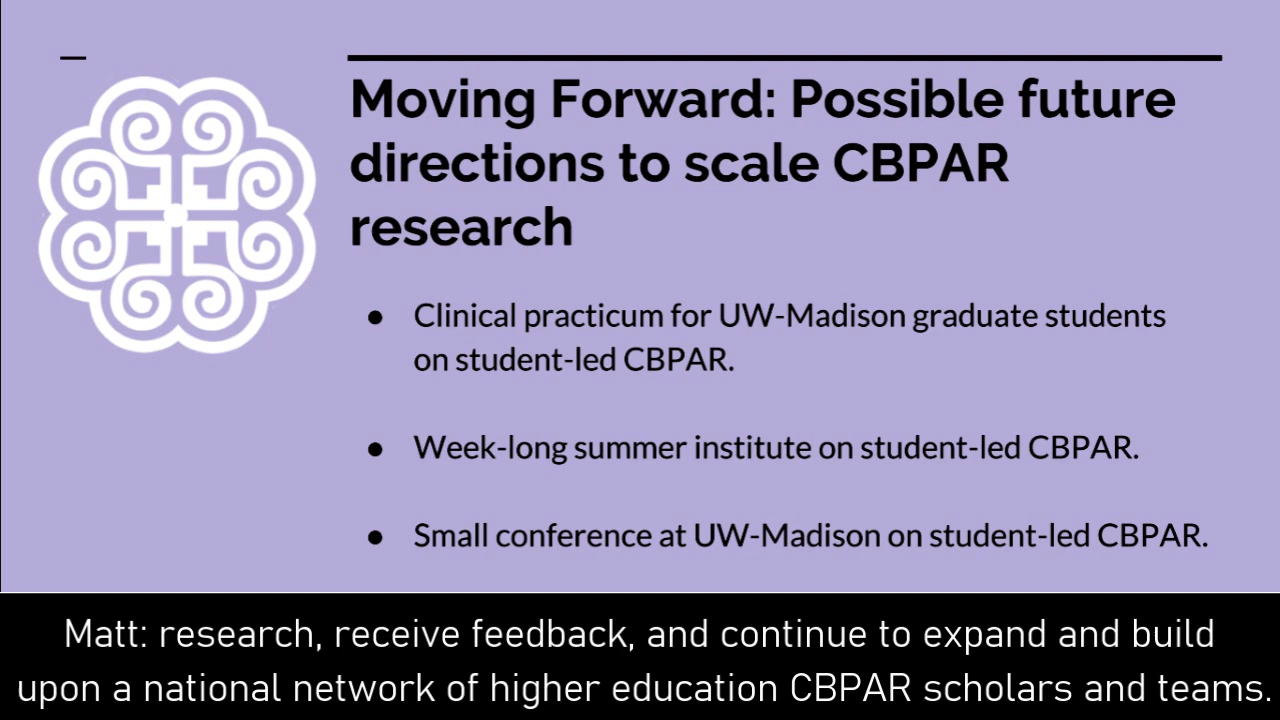 Moving Forward: Possible future
directions to scale CBPAR
research
● Clinical practicum for UW-Madison graduate students
on student-led CBPAR.
● Week-long summer institute on student-led CBPAR.
● Small conference at UW-Madison on student-led CBPAR.
Matt: research, receive feedback, and continue to expand and build
upon a national network of higher education CBPAR scholars and teams.